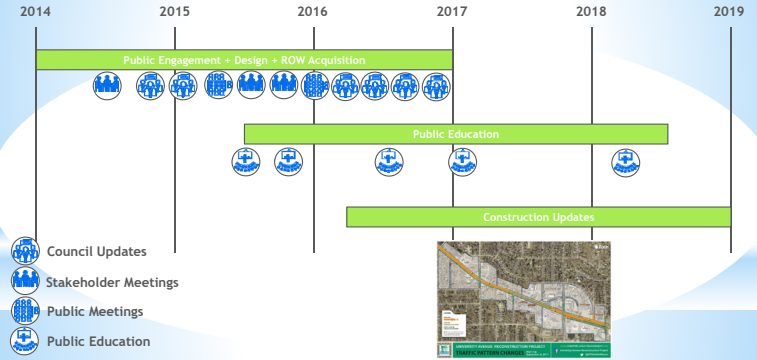 2014 2015 2016 2017 2018 2019
Public Engagement + Design + ROW Acquisition
Public Education
Construction Updates
Council Updates
Stakeholder Meetings
Public Meetings
Public Education
UNIVERSITY AVENUE RECONSTRUCTION PROJECT
TRAFFIC PATTERN CHANGES